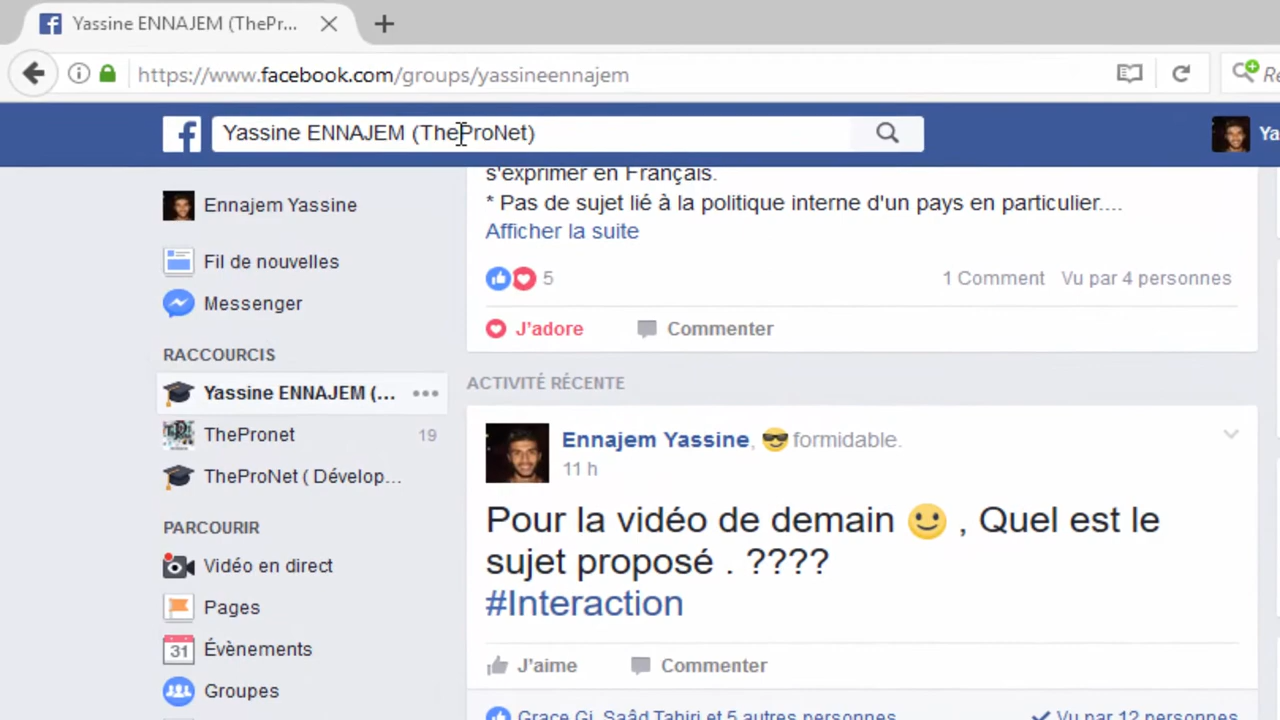 Yassine ENNAJEM (ThePr...
https://www.facebook.com/groups/yassineennajem
Yassine ENNAJEM (TheProNet)
Ennajem Yassine
Fil de nouvelles
Messenger
RACCOURCIS
Yassine ENNAJEM (...
ThePronet 19
TheProNet ( Dévelop...
PARCOURIR
Vidéo en direct
Pages
31 Évènements
Groupes
s'exprimer en Français.
* Pas de sujet lié à la politique interne d'un pays en particulier....
Afficher la suite
5 1 Comment Vu par 4 personnes
J'adore Commenter
ACTIVITÉ RÉCENTE
Ennajem Yassine, formidable.
11 h
Pour la vidéo de demain , Quel est le
sujet proposé . ????
#Interaction
J'aime Commenter
Grace Gi, Saâd Tahiri et 5 autres personnes Vu par 12 personnes